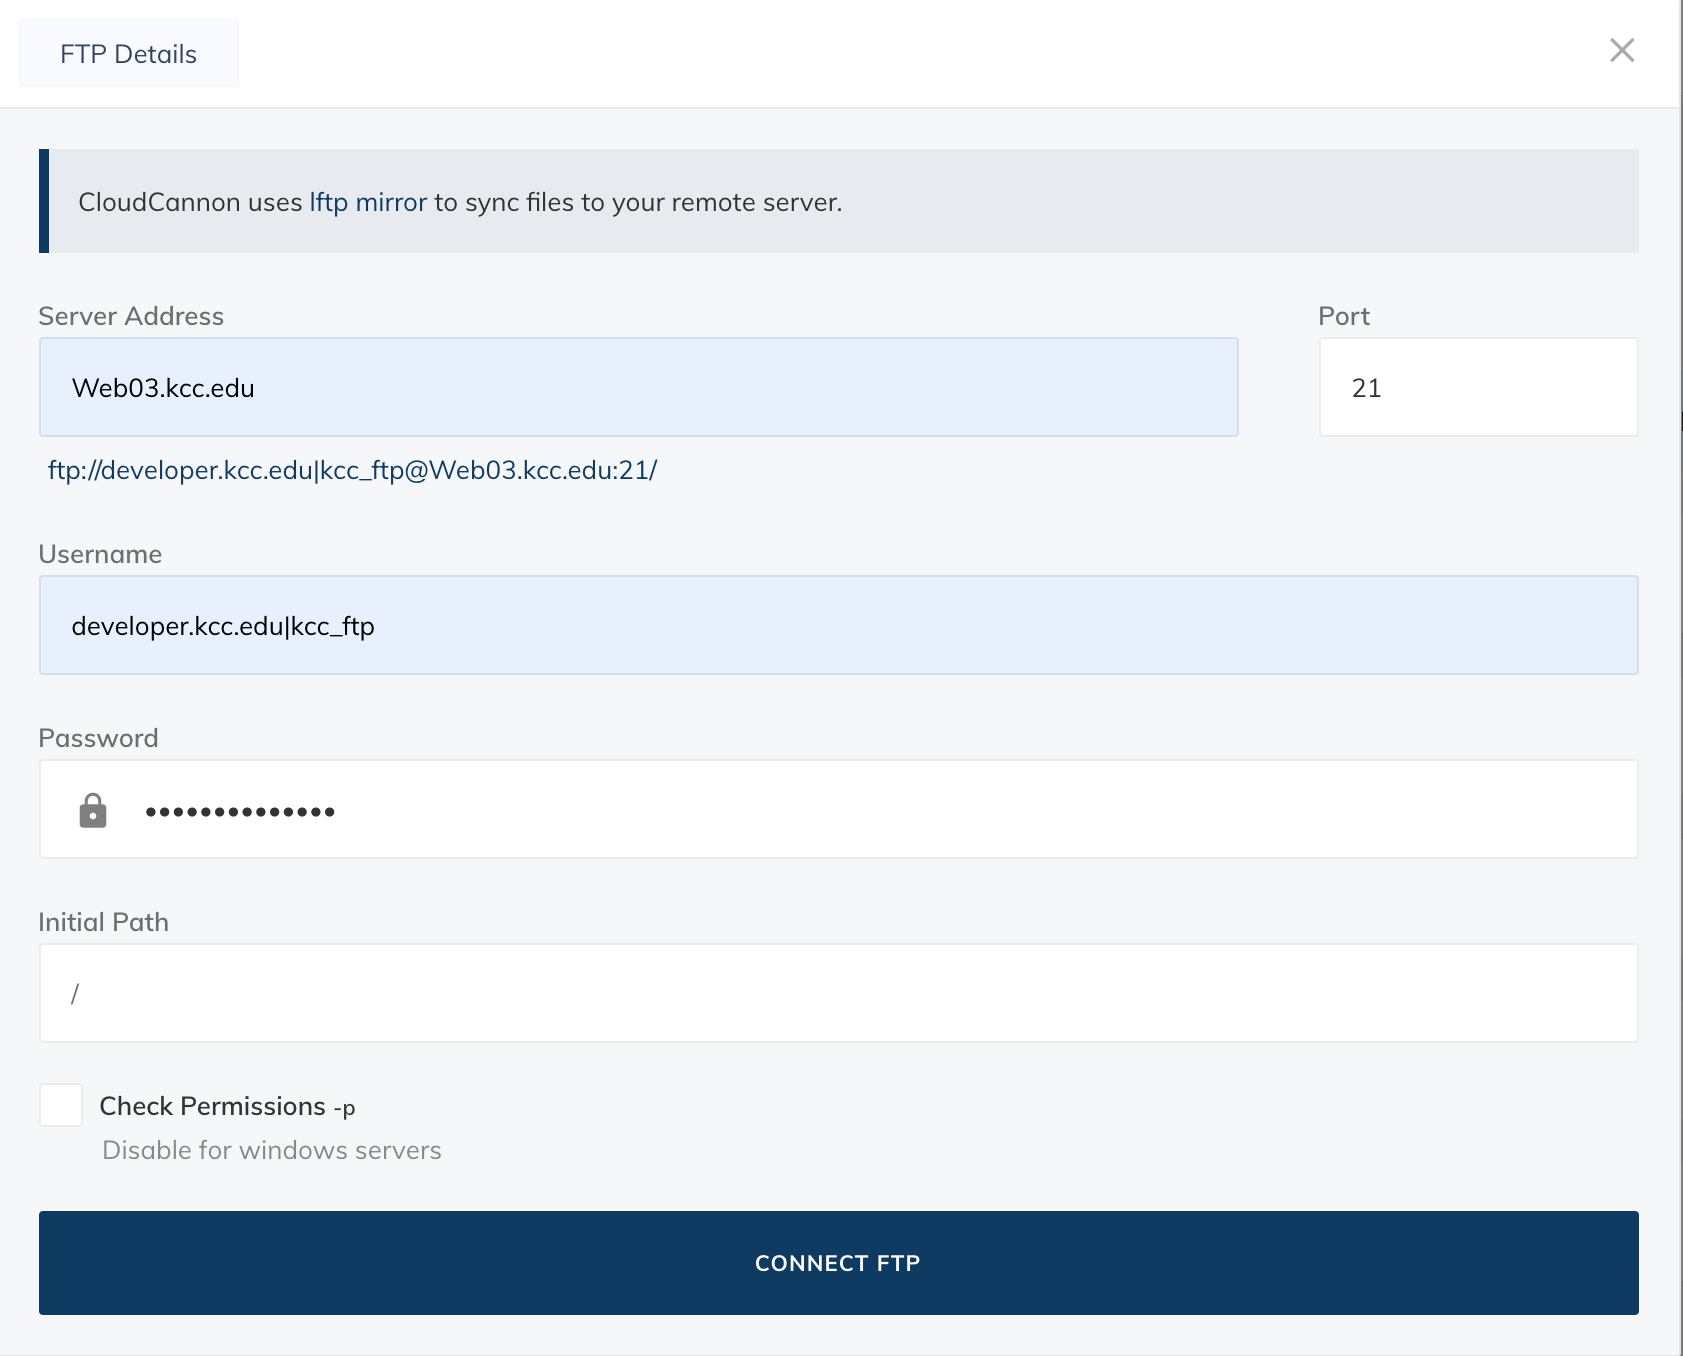 FTP Details
CloudCannon uses lftp mirror to sync files to your remote server.
Server Address
Port
Web03.kcc.edu
21
ftp://developer.kcc.edu|kcc_ftp@Web03.kcc.edu:21/
Username
developer.kcc.edu|kcc_ftp
Password
••••••••••••••
Initial Path
/
Check Permissions -p
Disable for windows servers
CONNECT FTP